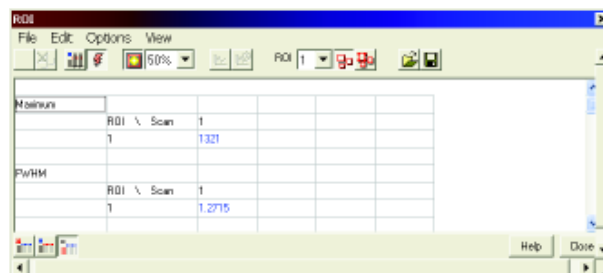 ROI
File Edit Options View
50% ROI 1
Maximum
ROI \ Scan 1
1 1321
FWHM
ROI \ Scan 1
1 1.2715
Help Close